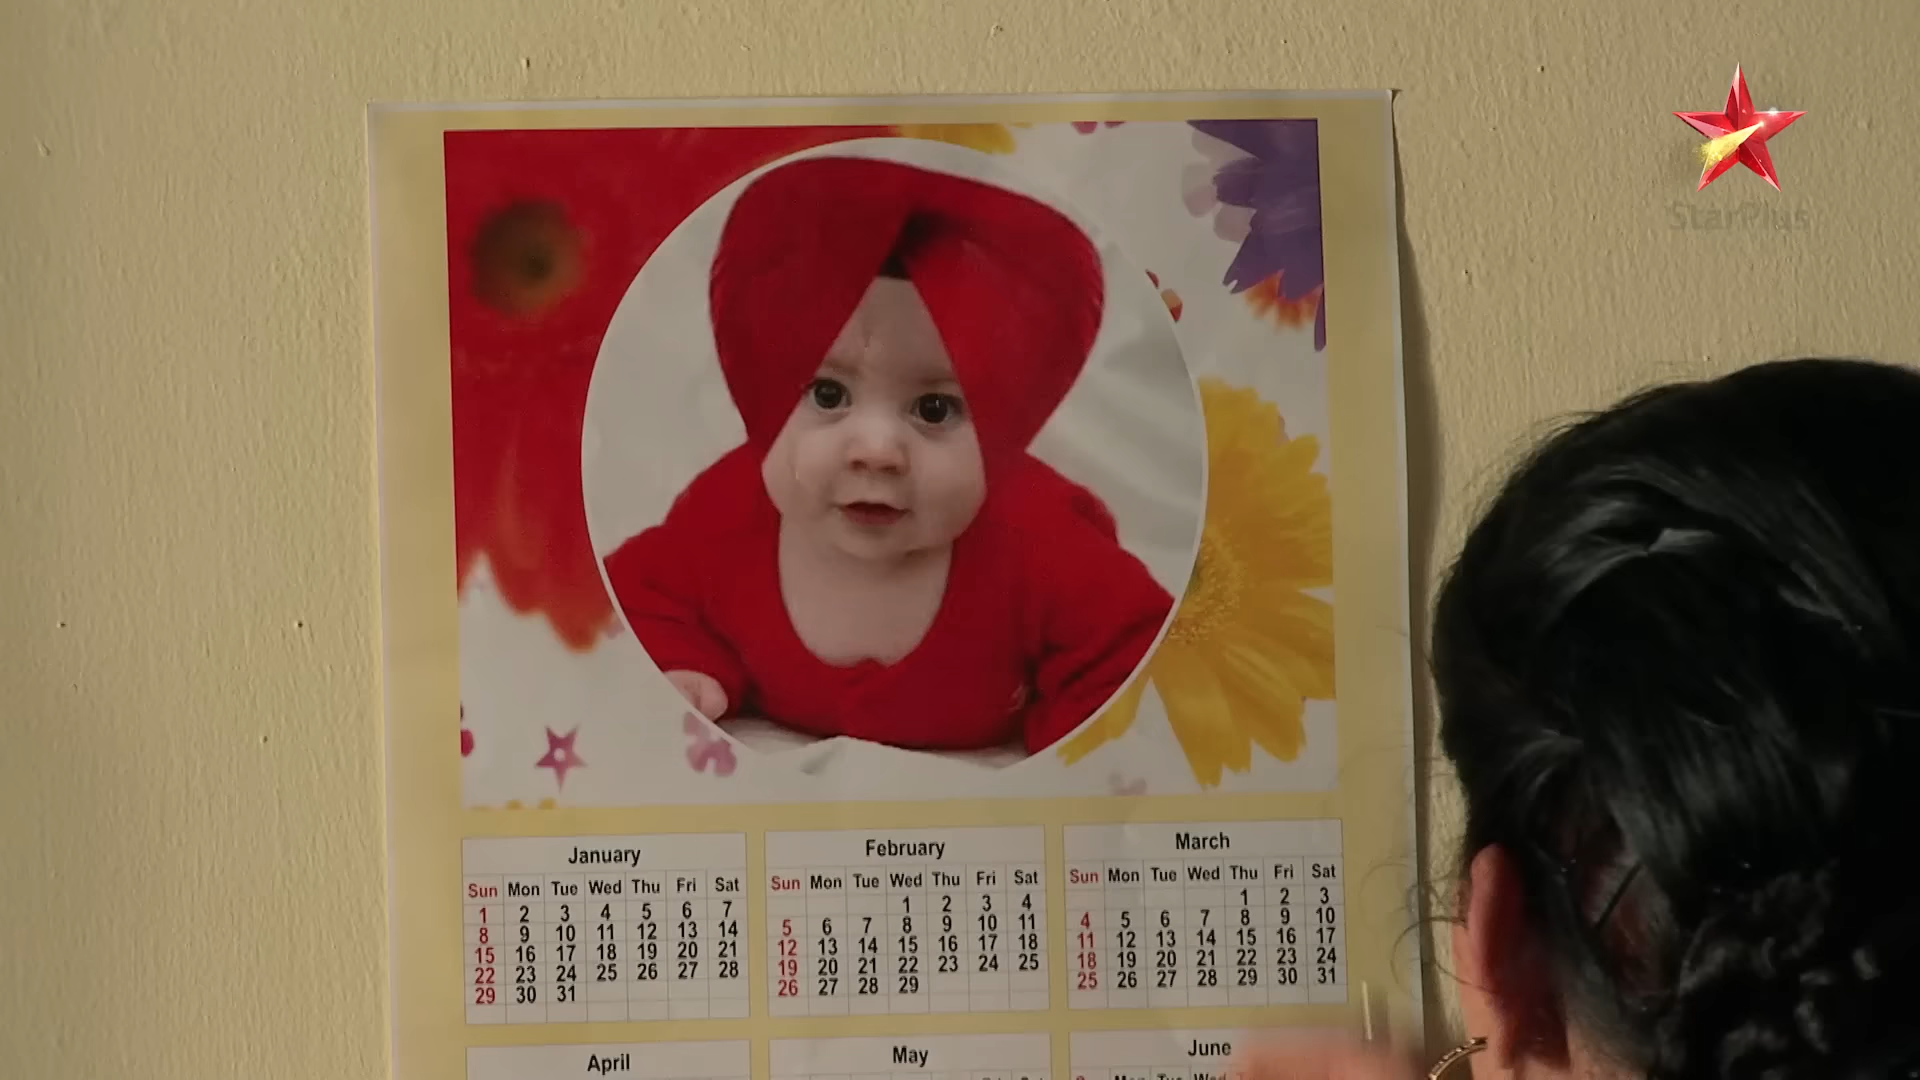 StarPlus
January
Sun Mon Tue Wed Thu Fri Sat
1 2 3 4 5 6 7
8 9 10 11 12 13 14
15 16 17 18 19 20 21
22 23 24 25 26 27 28
29 30 31
February
Sun Mon Tue Wed Thu Fri Sat
1 2 3 4
5 6 7 8 9 10 11
12 13 14 15 16 17 18
19 20 21 22 23 24 25
26 27 28 29
March
Sun Mon Tue Wed Thu Fri Sat
1 2 3
4 5 6 7 8 9 10
11 12 13 14 15 16 17
18 19 20 21 22 23 24
25 26 27 28 29 30 31
April
May
June